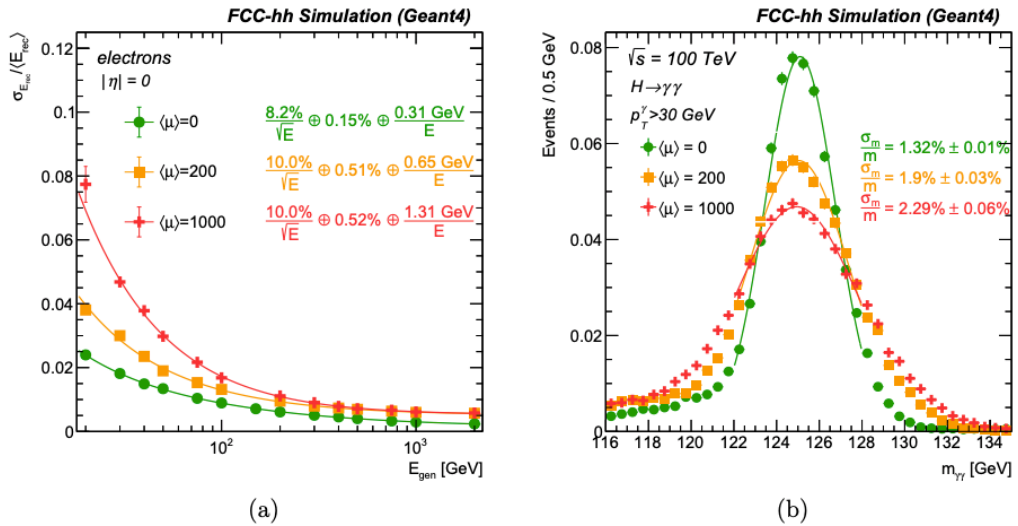 FCC-hh Simulation (Geant4)
σ_{E_rec}/⟨E_rec⟩
0.12
0.1
0.08
0.06
0.04
0.02
0
electrons
|η| = 0
⟨μ⟩=0
8.2%/√E ⊕ 0.15% ⊕ 0.31 GeV/E
⟨μ⟩=200
10.0%/√E ⊕ 0.51% ⊕ 0.65 GeV/E
⟨μ⟩=1000
10.0%/√E ⊕ 0.52% ⊕ 1.31 GeV/E
10²
10³
E_gen [GeV]
(a)
FCC-hh Simulation (Geant4)
Events / 0.5 GeV
0.08
0.06
0.04
0.02
0
√s = 100 TeV
H→γγ
p_T^γ>30 GeV
⟨μ⟩ = 0
⟨μ⟩ = 200
⟨μ⟩ = 1000
σ_m/m = 1.32% ± 0.01%
σ_m/m = 1.9% ± 0.03%
σ_m/m = 2.29% ± 0.06%
116 118 120 122 124 126 128 130 132 134
m_γγ [GeV]
(b)